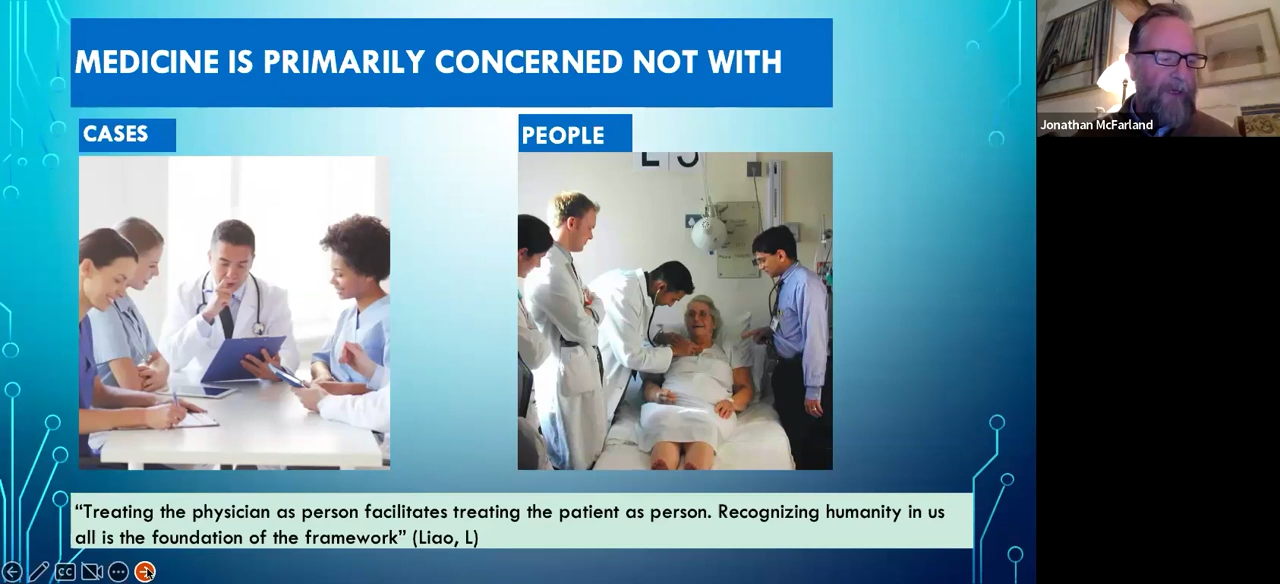 MEDICINE IS PRIMARILY CONCERNED NOT WITH
CASES
PEOPLE
“Treating the physician as person facilitates treating the patient as person. Recognizing humanity in us
all is the foundation of the framework” (Liao, L)
Jonathan McFarland
CC